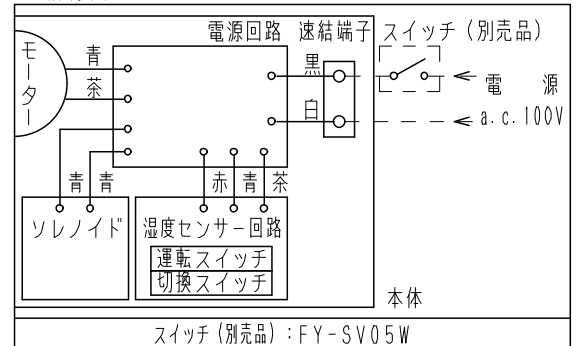 電源回路 速結端子 スイッチ(別売品)
モーター
青
黒
茶
電源
白
a.c.100V
青 青
赤 青 茶
ソレノイド
湿度センサー回路
運転スイッチ
切換スイッチ
本体
スイッチ(別売品):FY-SV05W